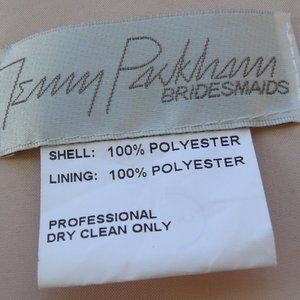 Jenny Packham
BRIDESMAIDS
SHELL: 100% POLYESTER
LINING: 100% POLYESTER
PROFESSIONAL
DRY CLEAN ONLY